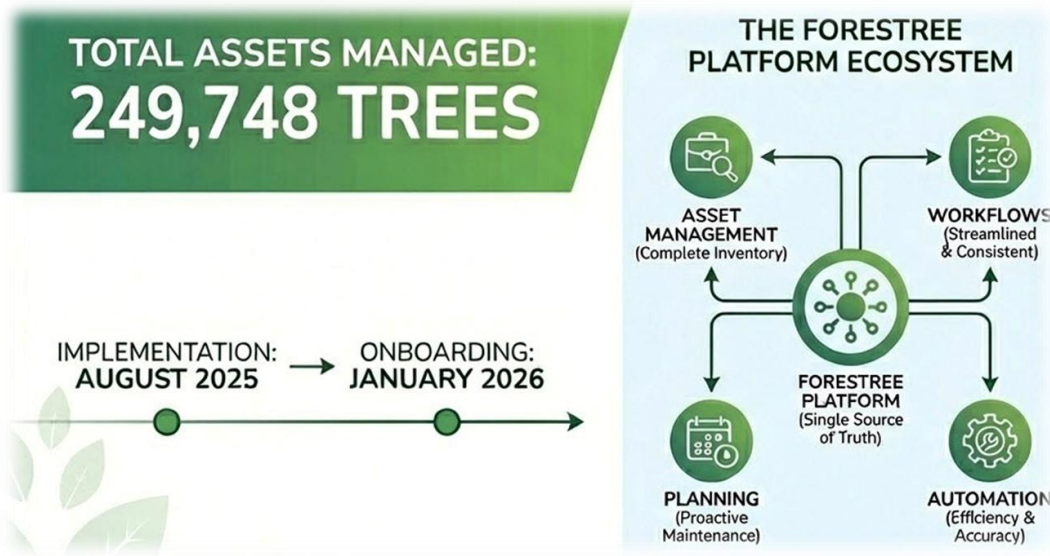 TOTAL ASSETS MANAGED:
249,748 TREES
IMPLEMENTATION:
AUGUST 2025
ONBOARDING:
JANUARY 2026
THE FORESTREE
PLATFORM ECOSYSTEM
ASSET
MANAGEMENT
(Complete Inventory)
WORKFLOWS
(Streamlined
& Consistent)
FORESTREE
PLATFORM
(Single Source
of Truth)
PLANNING
(Proactive
Maintenance)
AUTOMATION
(Efficiency &
Accuracy)